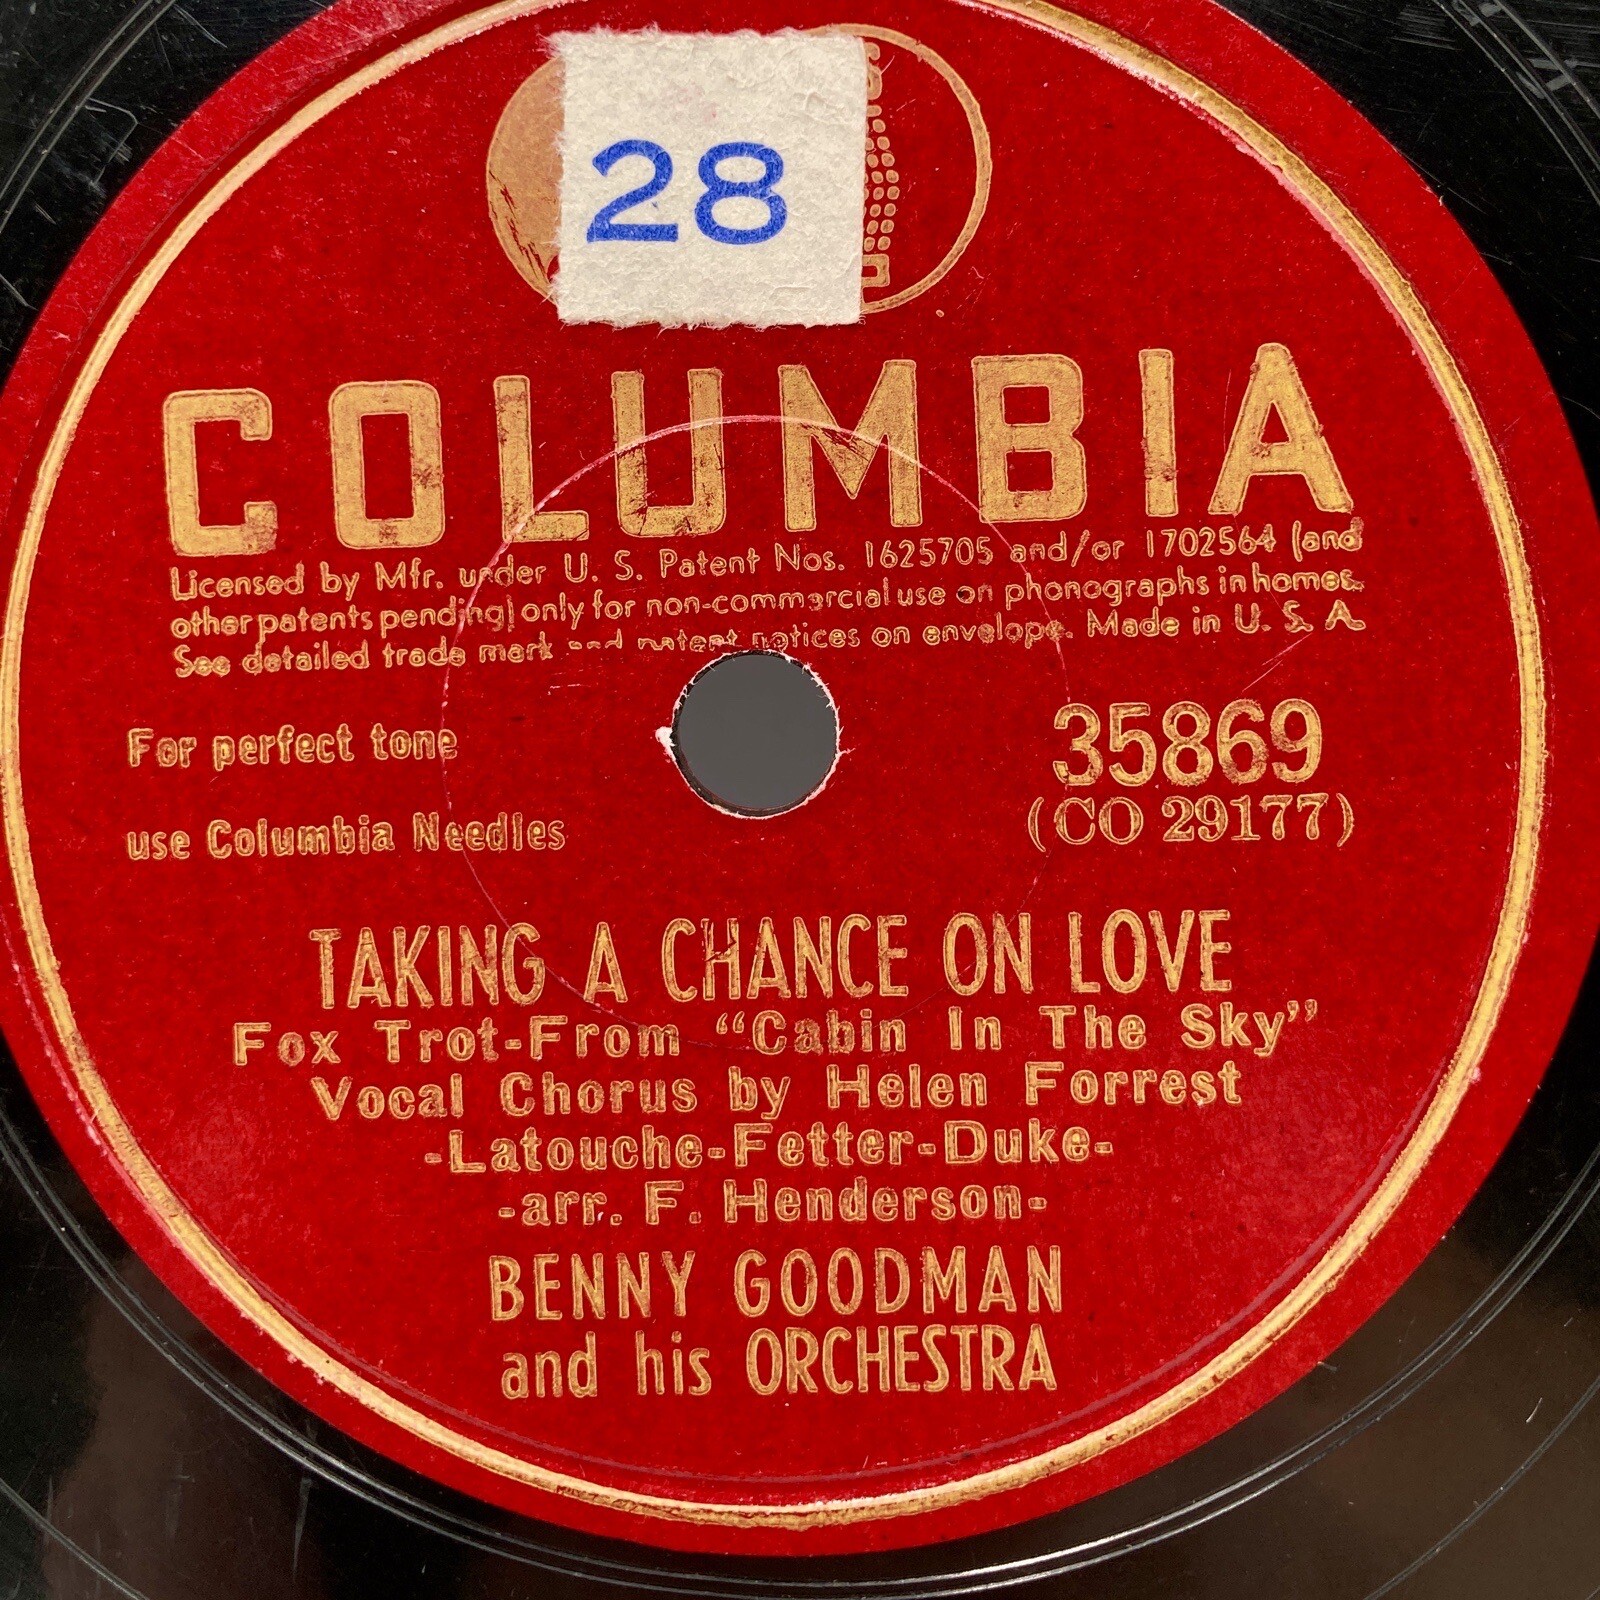 28
COLUMBIA
Licensed by Mfr. under U. S. Patent Nos. 1625705 and/or 1702564 (and
other patents pending) only for non-commercial use on phonographs in homes.
See detailed trade mark and patent notices on envelope. Made in U. S. A.
For perfect tone
use Columbia Needles
35869
(CO 29177)
TAKING A CHANCE ON LOVE
Fox Trot-From "Cabin In The Sky"
Vocal Chorus by Helen Forrest
-Latouche-Fetter-Duke-
-arr. F. Henderson-
BENNY GOODMAN
and his ORCHESTRA